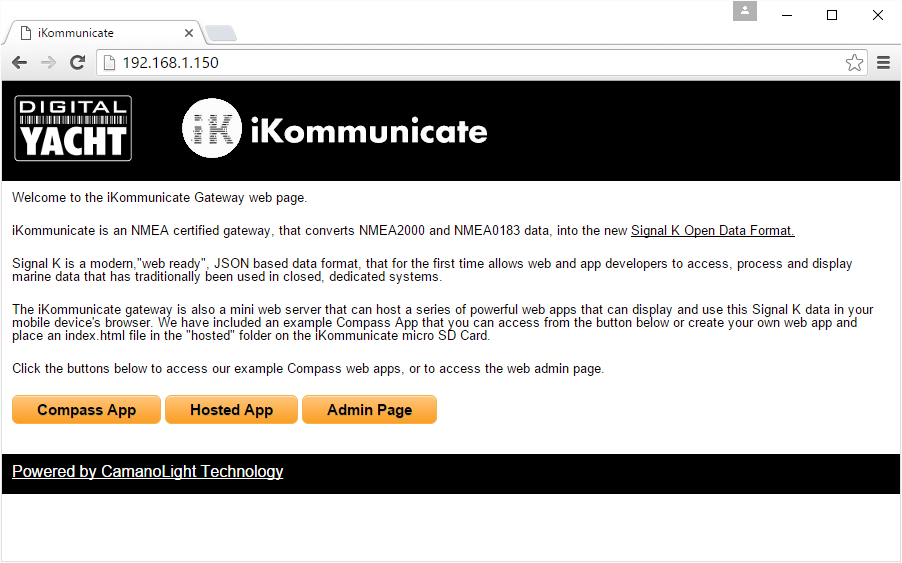 iKommunicate
192.168.1.150
DIGITAL
YACHT
iK iKommunicate
Welcome to the iKommunicate Gateway web page.
iKommunicate is an NMEA certified gateway, that converts NMEA2000 and NMEA0183 data, into the new Signal K Open Data Format.
Signal K is a modern,"web ready", JSON based data format, that for the first time allows web and app developers to access, process and display
marine data that has traditionally been used in closed, dedicated systems.
The iKommunicate gateway is also a mini web server that can host a series of powerful web apps that can display and use this Signal K data in your
mobile device's browser. We have included an example Compass App that you can access from the button below or create your own web app and
place an index.html file in the "hosted" folder on the iKommunicate micro SD Card.
Click the buttons below to access our example Compass web apps, or to access the web admin page.
Compass App Hosted App Admin Page
Powered by CamanoLight Technology